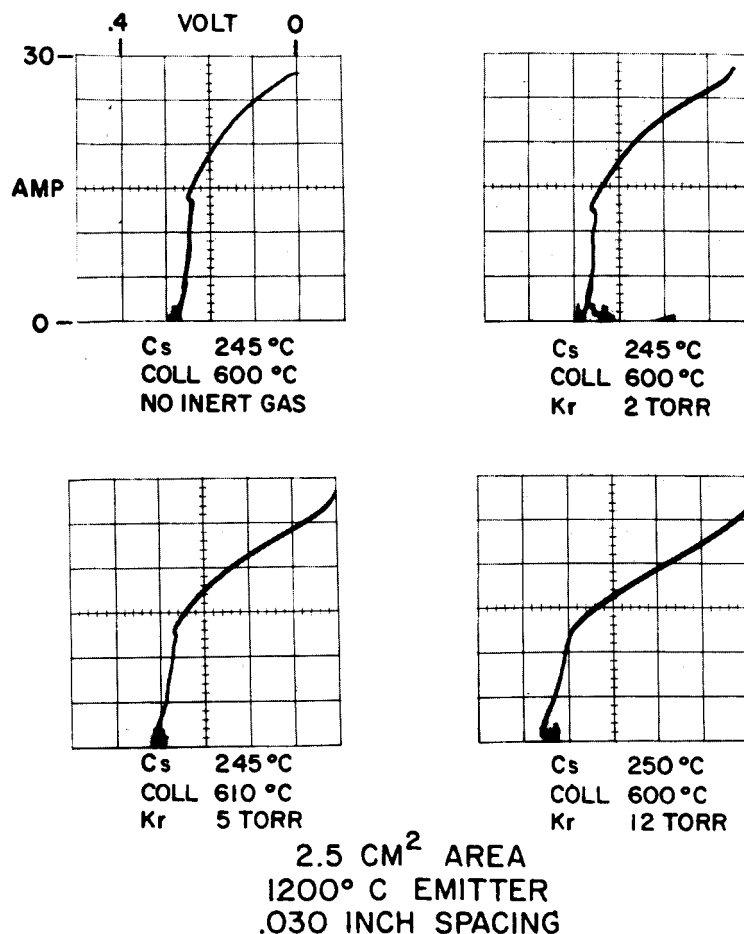 .4 VOLT 0
30
AMP
0
Cs 245 °C
COLL 600 °C
NO INERT GAS
Cs 245 °C
COLL 600 °C
Kr 2 TORR
Cs 245 °C
COLL 610 °C
Kr 5 TORR
Cs 250 °C
COLL 600 °C
Kr 12 TORR
2.5 CM² AREA
1200° C EMITTER
.030 INCH SPACING